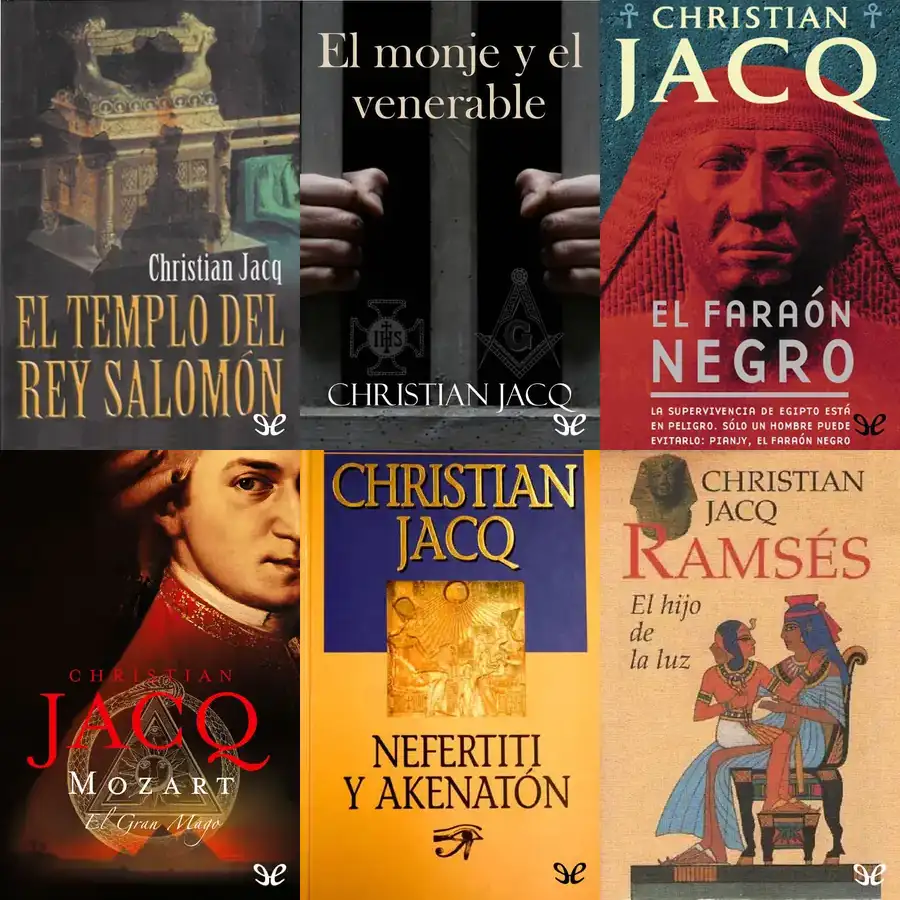 Christian Jacq
EL TEMPLO DEL
REY SALOMÓN
El monje y el
venerable
IHS
G
CHRISTIAN JACQ
CHRISTIAN
JACQ
EL FARAÓN
NEGRO
LA SUPERVIVENCIA DE EGIPTO ESTÁ
EN PELIGRO. SÓLO UN HOMBRE PUEDE
EVITARLO: PIANJY, EL FARAÓN NEGRO
CHRISTIAN
JACQ
MOZART
El Gran Mago
CHRISTIAN
JACQ
NEFERTITI
Y AKENATÓN
CHRISTIAN
JACQ
RAMSÉS
El hijo
de
la luz